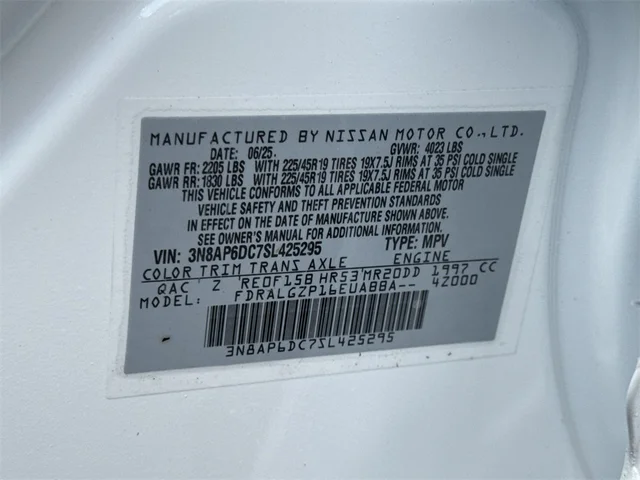 MANUFACTURED BY NISSAN MOTOR CO.,LTD.
DATE: 06/25. GVWR: 4023 LBS
GAWR FR: 2205 LBS WITH 225/45R19 TIRES 19X7.5J RIMS AT 35 PSI COLD SINGLE
GAWR RR: 1830 LBS WITH 225/45R19 TIRES 19X7.5J RIMS AT 35 PSI COLD SINGLE
THIS VEHICLE CONFORMS TO ALL APPLICABLE FEDERAL MOTOR
VEHICLE SAFETY AND THEFT PREVENTION STANDARDS
IN EFFECT ON THE DATE OF MANUFACTURE SHOWN ABOVE.
SEE OWNER'S MANUAL FOR ADDITIONAL INFORMATION.
VIN: 3N8AP6DC7SL425295 TYPE: MPV
COLOR TRIM TRANS AXLE ENGINE
QAC Z RE0F15B HR53 MR20DD 1997 CC
MODEL: FDRALGZP16EUABBA-- 4Z000
3N8AP6DC7SL425295